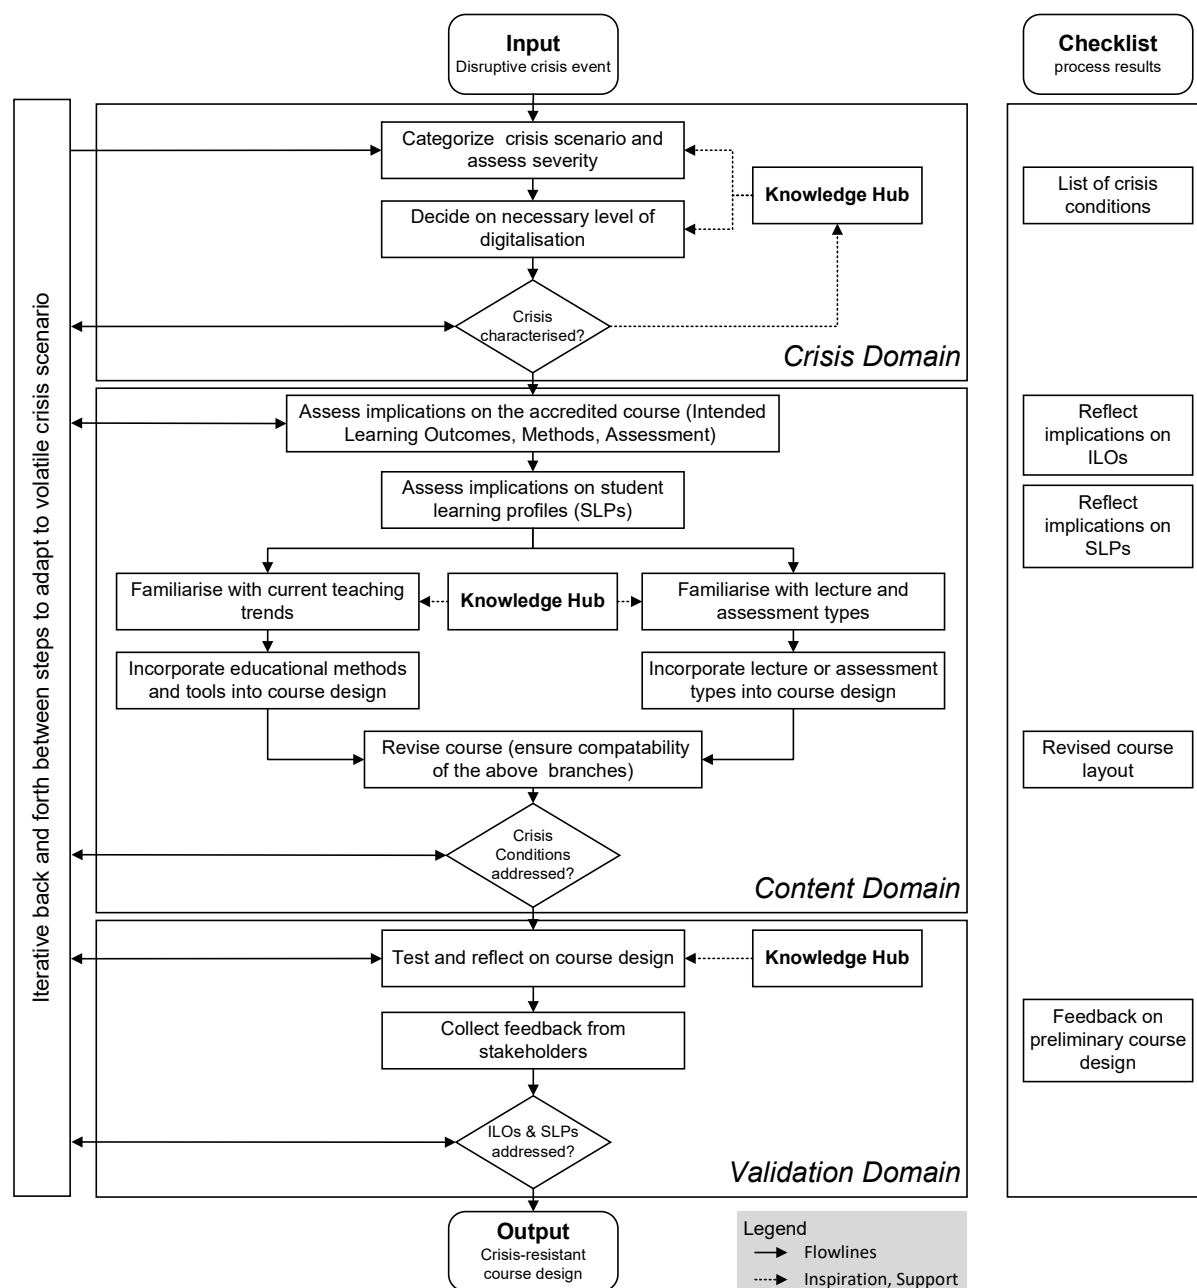 Input
Disruptive crisis event
Checklist
process results
Iterative back and forth between steps to adapt to volatile crisis scenario
Categorize crisis scenario and
assess severity
Knowledge Hub
Decide on necessary level of
digitalisation
Crisis
characterised?
Crisis Domain
List of crisis
conditions
Assess implications on the accredited course (Intended
Learning Outcomes, Methods, Assessment)
Reflect
implications on
ILOs
Assess implications on student
learning profiles (SLPs)
Reflect
implications on
SLPs
Familiarise with current teaching
trends
Knowledge Hub
Familiarise with lecture and
assessment types
Incorporate educational methods
and tools into course design
Incorporate lecture or assessment
types into course design
Revise course (ensure compatability
of the above branches)
Revised course
layout
Crisis
Conditions
addressed?
Content Domain
Test and reflect on course design
Knowledge Hub
Collect feedback from
stakeholders
Feedback on
preliminary course
design
ILOs & SLPs
addressed?
Validation Domain
Output
Crisis-resistant
course design
Legend
Flowlines
Inspiration, Support